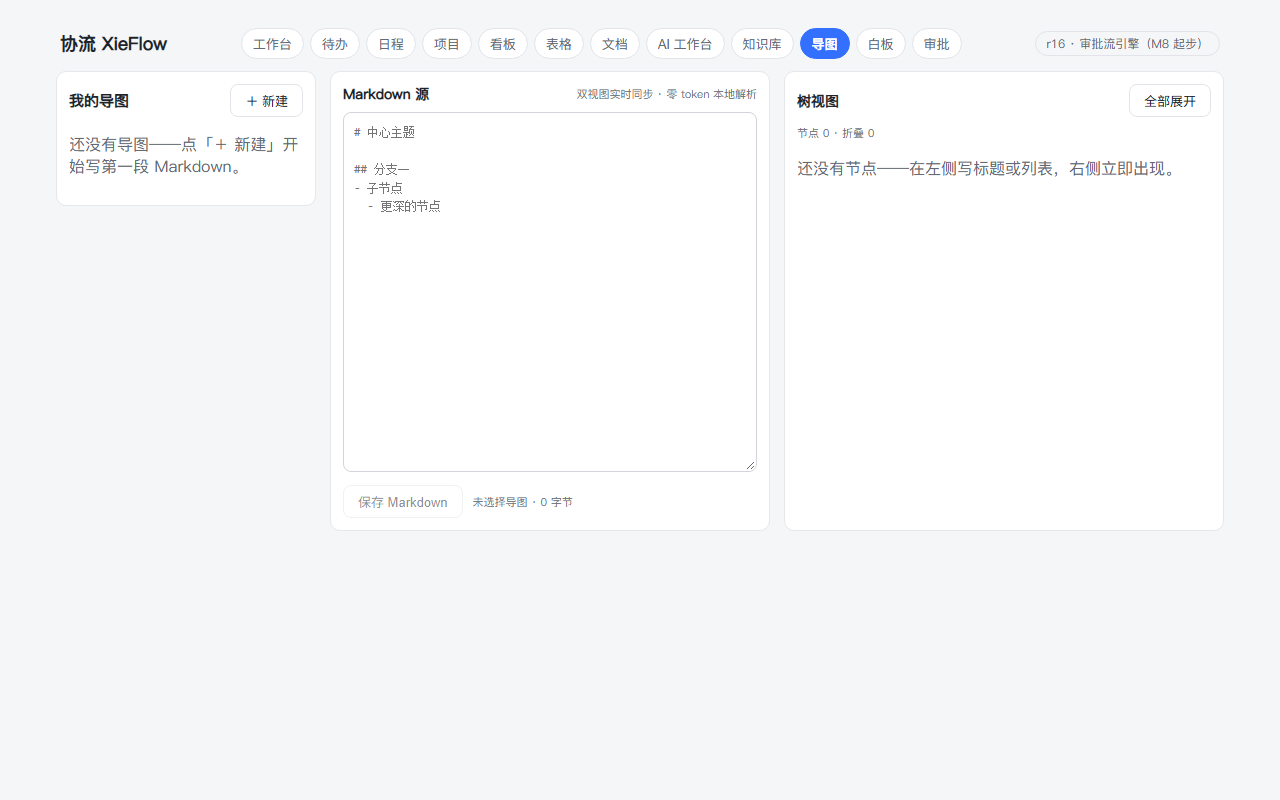 协流 XieFlow
工作台
待办
日程
项目
看板
表格
文档
AI 工作台
知识库
导图
白板
审批
r16 · 审批流引擎（M8 起步）
我的导图
＋ 新建
还没有导图——点「＋ 新建」开
始写第一段 Markdown。
Markdown 源
双视图实时同步 · 零 token 本地解析
# 中心主题
## 分支一
- 子节点
  - 更深的节点
保存 Markdown
未选择导图 · 0 字节
树视图
全部展开
节点 0 · 折叠 0
还没有节点——在左侧写标题或列表，右侧立即出现。